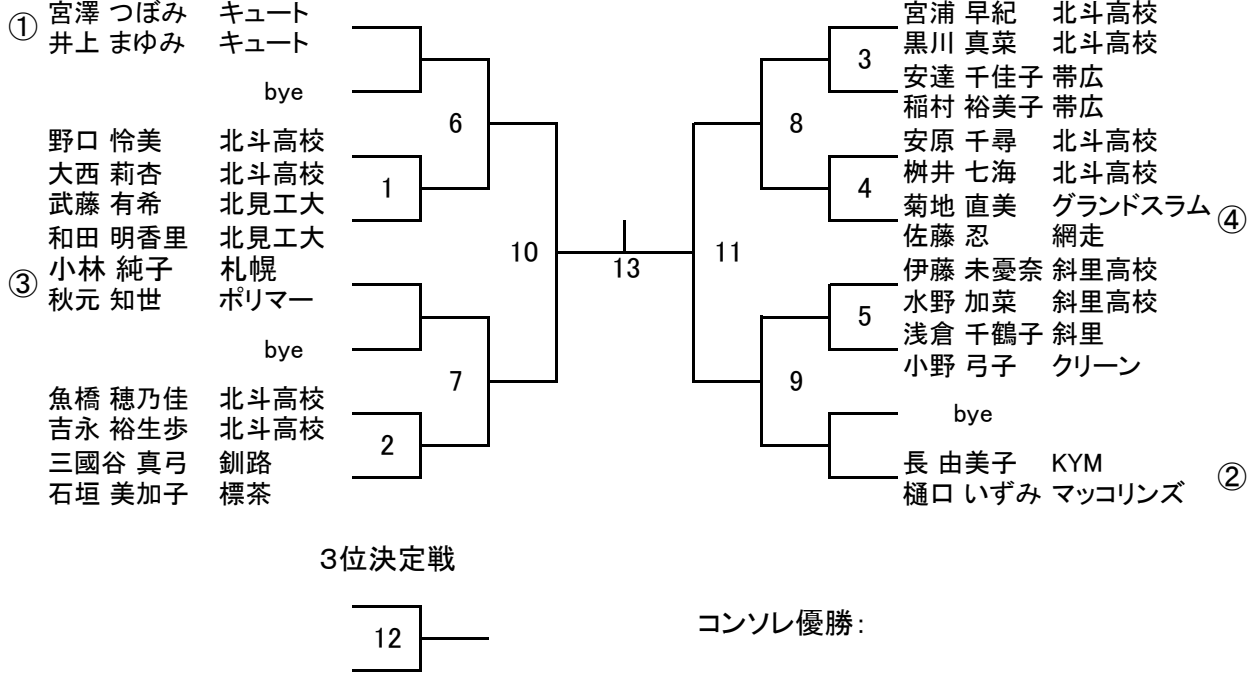 ① 宮澤 つぼみ キュート
井上 まゆみ キュート
bye
6
野口 怜美 北斗高校
大西 莉杏 北斗高校
1
武藤 有希 北見工大
和田 明香里 北見工大
10
③ 小林 純子 札幌
秋元 知世 ポリマー
bye
7
魚橋 穂乃佳 北斗高校
吉永 裕生歩 北斗高校
2
三國谷 真弓 釧路
石垣 美加子 標茶
13
宮浦 早紀 北斗高校
黒川 真菜 北斗高校
3
安達 千佳子 帯広
稲村 裕美子 帯広
8
安原 千尋 北斗高校
桝井 七海 北斗高校
4
菊地 直美 グランドスラム ④
佐藤 忍 網走
11
伊藤 未憂奈 斜里高校
水野 加菜 斜里高校
5
浅倉 千鶴子 斜里
小野 弓子 クリーン
9
bye
長 由美子 KYM ②
樋口 いずみ マッコリンズ
３位決定戦
12
コンソレ優勝：